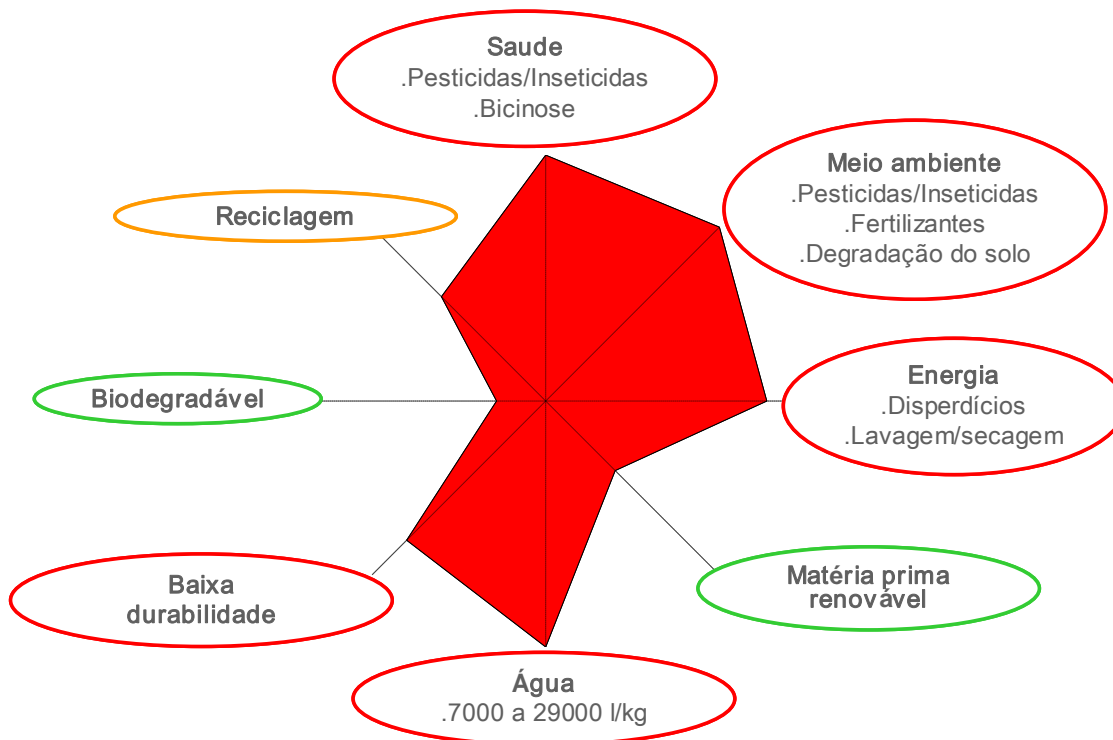 Saude
.Pesticidas/Inseticidas
.Bicinose
Meio ambiente
.Pesticidas/Inseticidas
.Fertilizantes
.Degradação do solo
Reciclagem
Energia
.Disperdícios
.Lavagem/secagem
Biodegradável
Matéria prima
renovável
Baixa
durabilidade
Água
.7000 a 29000 l/kg